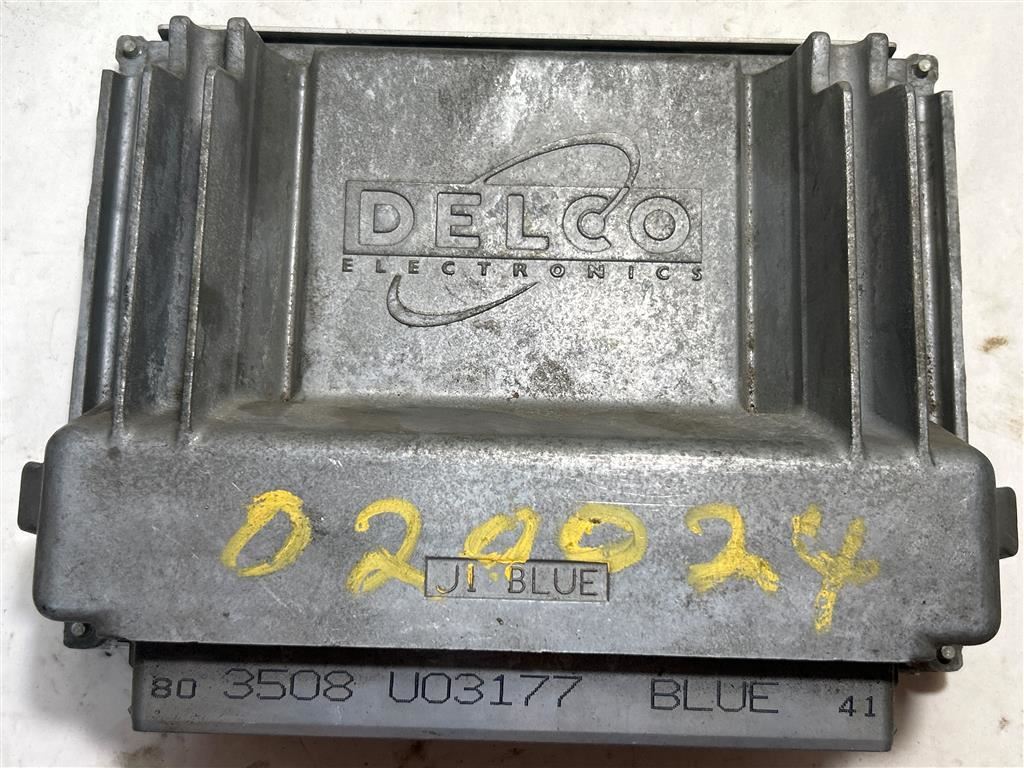 DELCO
ELECTRONICS
020024
J1 BLUE
80 3508 U03177 BLUE 41